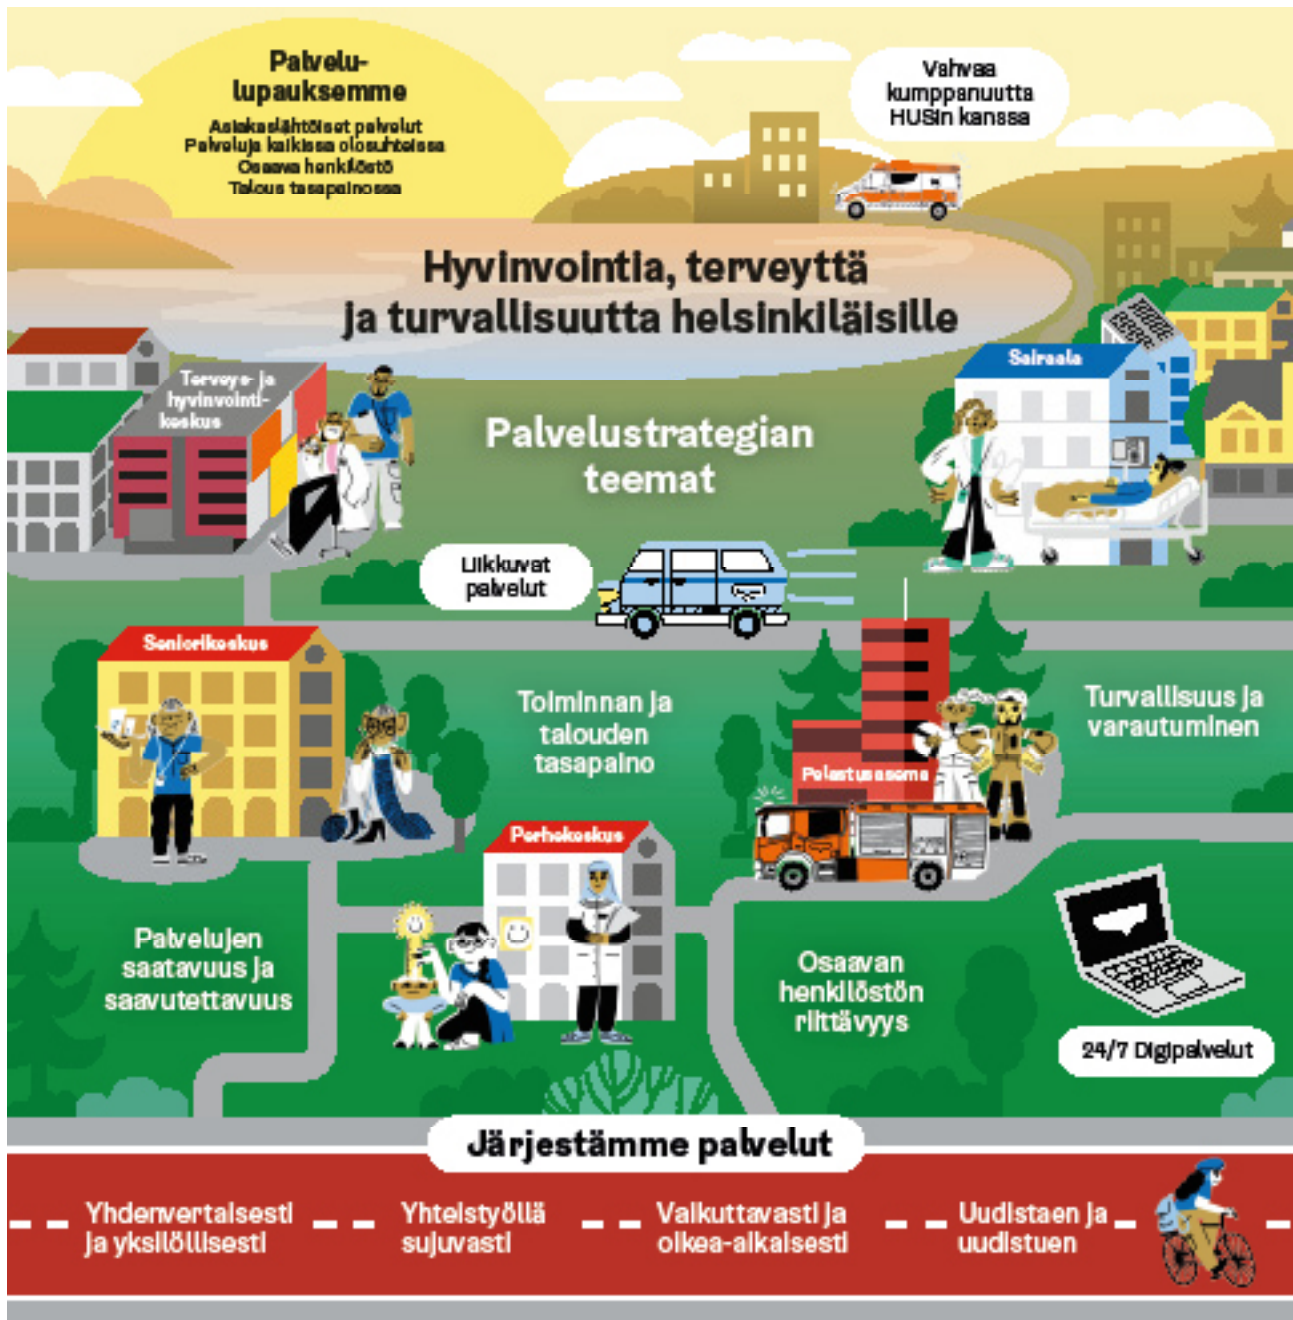 Palvelu-
lupauksemme
Asiakaslähtöiset palvelut
Palveluja kaikissa olosuhteissa
Osaava henkilöstö
Talous tasapainossa
Vahvaa
kumppanuutta
HUSin kanssa
Hyvinvointia, terveyttä
ja turvallisuutta helsinkiläisille
Terveys- ja
hyvinvointi-
keskus
Sairaala
Palvelustrategian
teemat
Liikkuvat
palvelut
Seniorikeskus
Toiminnan ja
talouden
tasapaino
Turvallisuus ja
varautuminen
Pelastusasema
Perhekeskus
Palvelujen
saatavuus ja
saavutettavuus
Osaavan
henkilöstön
riittävyys
24/7 Digipalvelut
Järjestämme palvelut
Yhdenvertaisesti
ja yksilöllisesti
Yhteistyöllä
sujuvasti
Vaikuttavasti ja
oikea-aikaisesti
Uudistaen ja
uudistuen